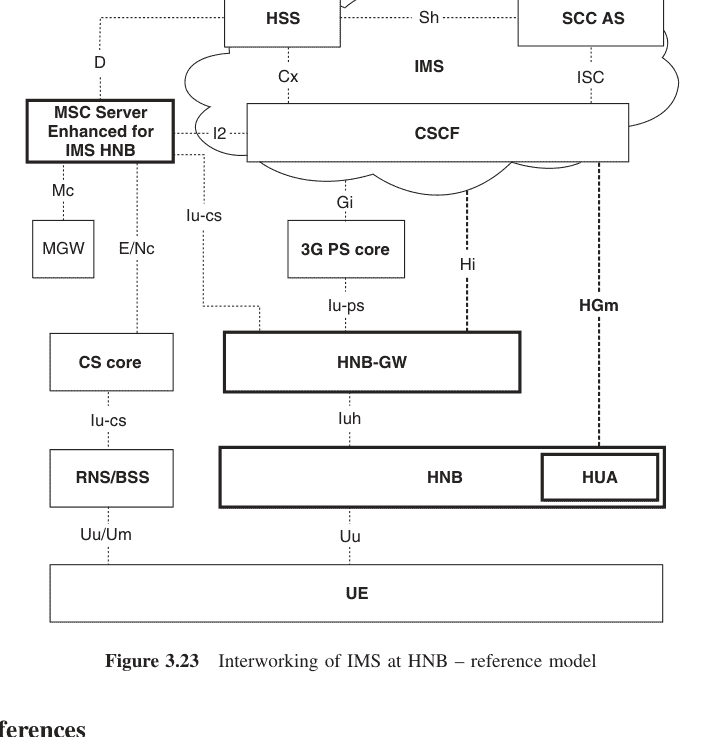 HSS
Sh
SCC AS
D
Cx
IMS
ISC
MSC Server
Enhanced for
IMS HNB
I2
CSCF
Mc
Iu-cs
Gi
MGW
E/Nc
3G PS core
Hi
Iu-ps
HGm
CS core
HNB-GW
Iu-cs
Iuh
RNS/BSS
HNB
HUA
Uu/Um
Uu
UE
Figure 3.23 Interworking of IMS at HNB – reference model
ferences